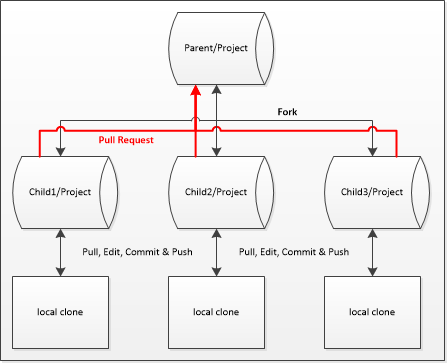 Parent/Project
Fork
Pull Request
Child1/Project
Child2/Project
Child3/Project
Pull, Edit, Commit & Push
Pull, Edit, Commit & Push
local clone
local clone
local clone